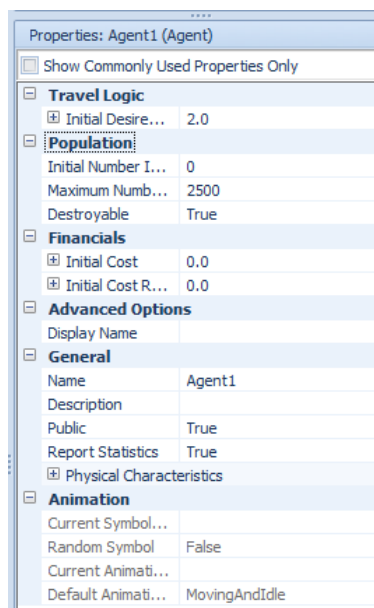 Properties: Agent1 (Agent)
Show Commonly Used Properties Only
Travel Logic
Initial Desire... 2.0
Population
Initial Number I... 0
Maximum Numb... 2500
Destroyable True
Financials
Initial Cost 0.0
Initial Cost R... 0.0
Advanced Options
Display Name
General
Name Agent1
Description
Public True
Report Statistics True
Physical Characteristics
Animation
Current Symbol...
Random Symbol False
Current Animati...
Default Animati... MovingAndIdle